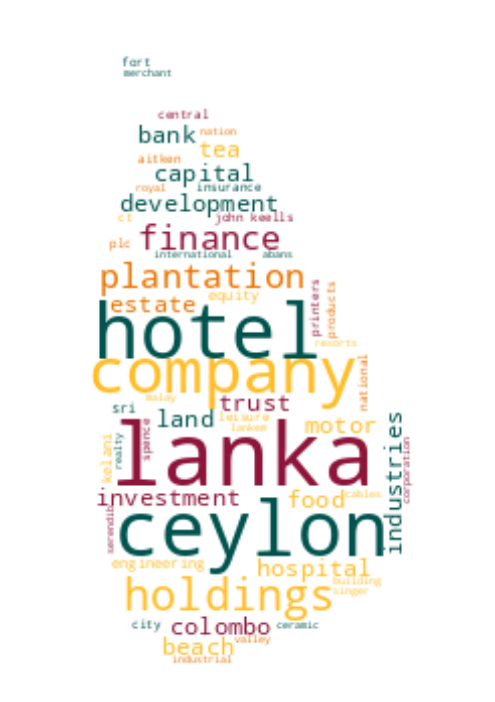 fort
merchant
central
bank nation
tea
aitken
capital
royal insurance
development
ct john keells
plc finance
international abans
plantation
estate equity
printers
products
hotel
resorts
company
national
malay
sri trust
land leisure
lankem
motor
kelani
realty
spence
lanka
industries
corporation
investment
food cables
serendib
ceylon
engineering hospital
building
holdings singer
city colombo ceramic
beach valley
industrial